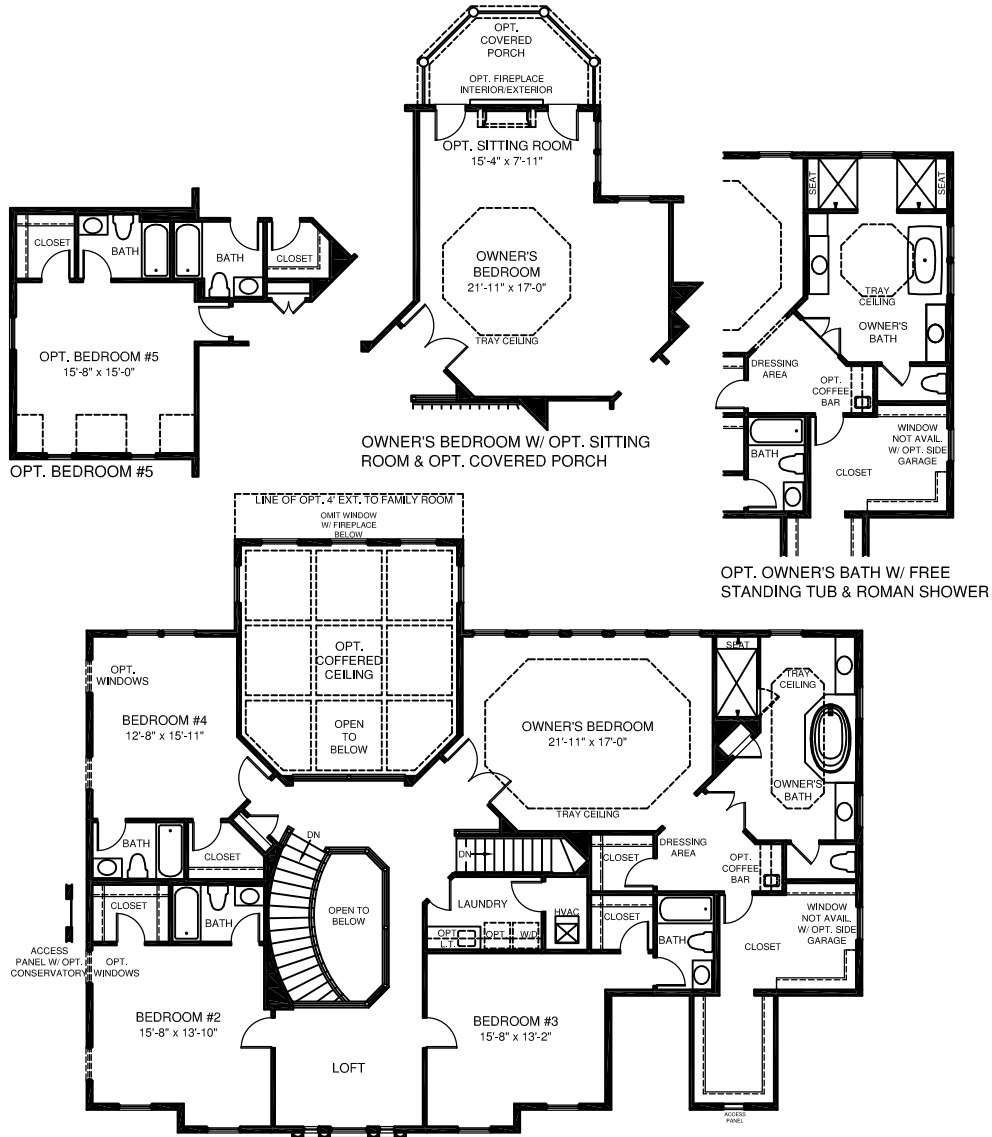 OPT.
COVERED
PORCH
OPT. FIREPLACE
INTERIOR/EXTERIOR
OPT. SITTING ROOM
15'-4" x 7'-11"
OWNER'S
BEDROOM
21'-11" x 17'-0"
TRAY CEILING
OWNER'S BEDROOM W/ OPT. SITTING
ROOM & OPT. COVERED PORCH
CLOSET
BATH
BATH
CLOSET
OPT. BEDROOM #5
15'-8" x 15'-0"
OPT. BEDROOM #5
SEAT
SEAT
TRAY
CEILING
OWNER'S
BATH
DRESSING
AREA
OPT.
COFFEE
BAR
BATH
WINDOW
NOT AVAIL.
W/ OPT. SIDE
GARAGE
CLOSET
OPT. OWNER'S BATH W/ FREE
STANDING TUB & ROMAN SHOWER
LINE OF OPT. 4' EXT. TO FAMILY ROOM
OMIT WINDOW
W/ FIREPLACE
BELOW
OPT.
COFFERED
CEILING
OPEN
TO
BELOW
OPT.
WINDOWS
BEDROOM #4
12'-8" x 15'-11"
OWNER'S BEDROOM
21'-11" x 17'-0"
TRAY CEILING
SEAT
TRAY
CEILING
OWNER'S
BATH
BATH
CLOSET
DN
DN
CLOSET
DRESSING
AREA
OPT.
COFFEE
BAR
CLOSET
BATH
OPEN TO
BELOW
LAUNDRY
OPT.
L.T.
OPT.
W/D
HVAC
CLOSET
BATH
CLOSET
WINDOW
NOT AVAIL.
W/ OPT. SIDE
GARAGE
ACCESS
PANEL W/ OPT.
CONSERVATORY
OPT.
WINDOWS
BEDROOM #2
15'-8" x 13'-10"
LOFT
BEDROOM #3
15'-8" x 13'-2"
ACCESS
PANEL